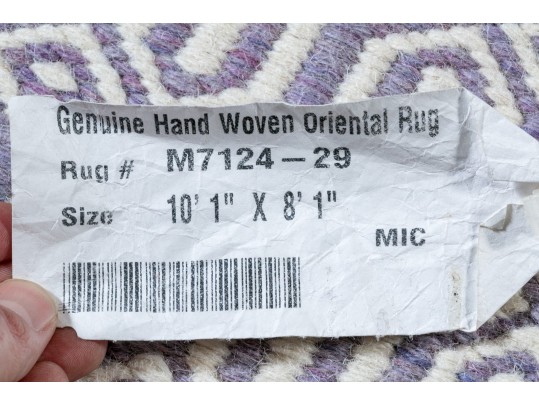 Genuine Hand Woven Oriental Rug
Rug # M7124-29
Size 10' 1" X 8' 1"
MIC